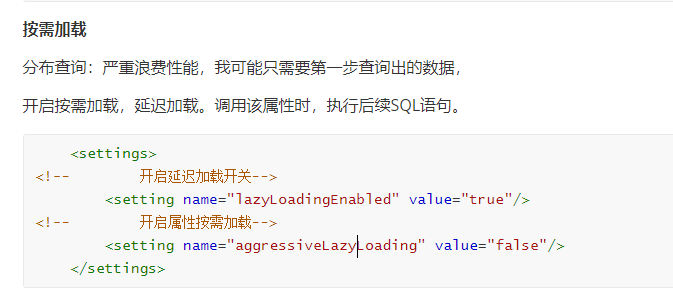 按需加载
分布查询：严重浪费性能，我可能只需要第一步查询出的数据，
开启按需加载，延迟加载。调用该属性时，执行后续SQL语句。
<settings>
<!--        开启延迟加载开关-->
<setting name="lazyLoadingEnabled" value="true"/>
<!--        开启属性按需加载-->
<setting name="aggressiveLazyLoading" value="false"/>
</settings>